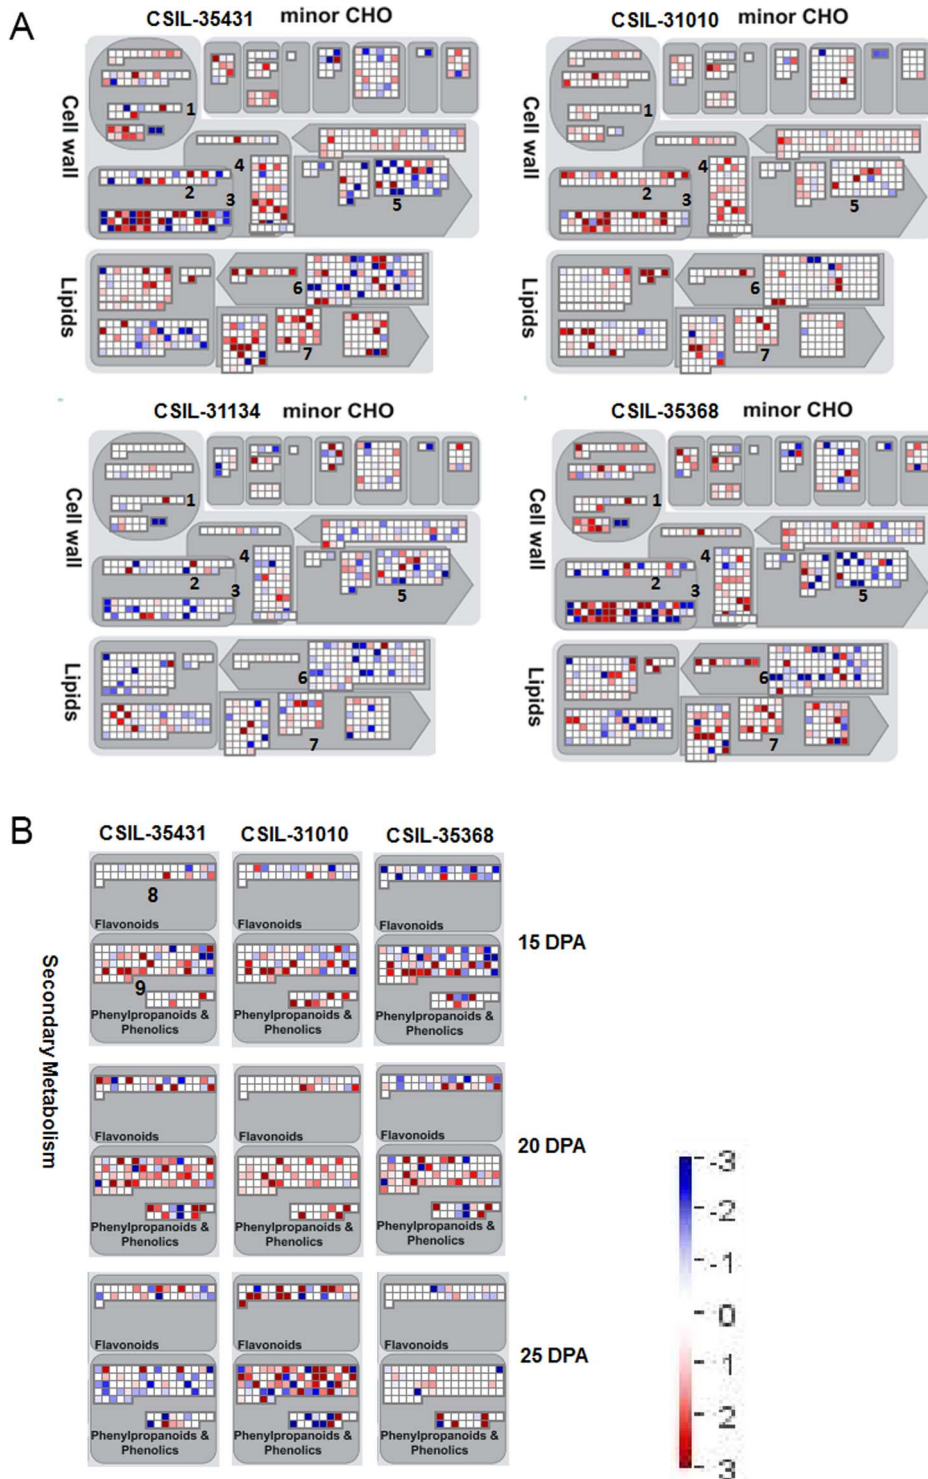 A
CSIL-35431 minor CHO
CSIL-31010 minor CHO
Cell wall
1
4
2
3
5
Lipids
6
7
Cell wall
1
4
2
3
5
Lipids
6
7
CSIL-31134 minor CHO
CSIL-35368 minor CHO
Cell wall
1
4
2
3
5
Lipids
6
7
Cell wall
1
4
2
3
5
Lipids
6
7
B
CSIL-35431 CSIL-31010 CSIL-35368
Secondary Metabolism
8
Flavonoids
Flavonoids
Flavonoids
15 DPA
9
Phenylpropanoids &
Phenolics
Phenylpropanoids &
Phenolics
Phenylpropanoids &
Phenolics
Flavonoids
Flavonoids
Flavonoids
20 DPA
Phenylpropanoids &
Phenolics
Phenylpropanoids &
Phenolics
Phenylpropanoids &
Phenolics
Flavonoids
Flavonoids
Flavonoids
25 DPA
Phenylpropanoids &
Phenolics
Phenylpropanoids &
Phenolics
Phenylpropanoids &
Phenolics
-3
-2
-1
0
1
2
3